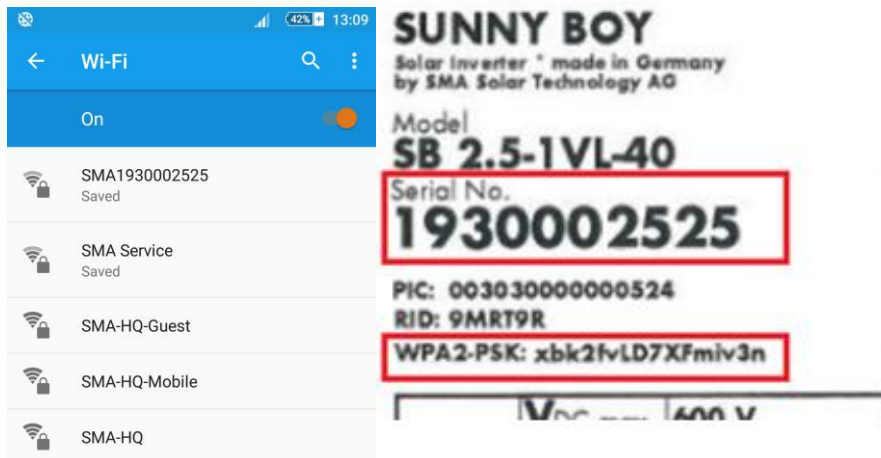 42%
13:09
Wi-Fi
On
SMA1930002525
Saved
SMA Service
Saved
SMA-HQ-Guest
SMA-HQ-Mobile
SMA-HQ
SUNNY BOY
Solar Inverter * made in Germany
by SMA Solar Technology AG
Model
SB 2.5-1VL-40
Serial No.
1930002525
PIC: 003030000000524
RID: 9MRT9R
WPA2-PSK: xbk2fvLD7XFmiv3n
VDC max 600 V